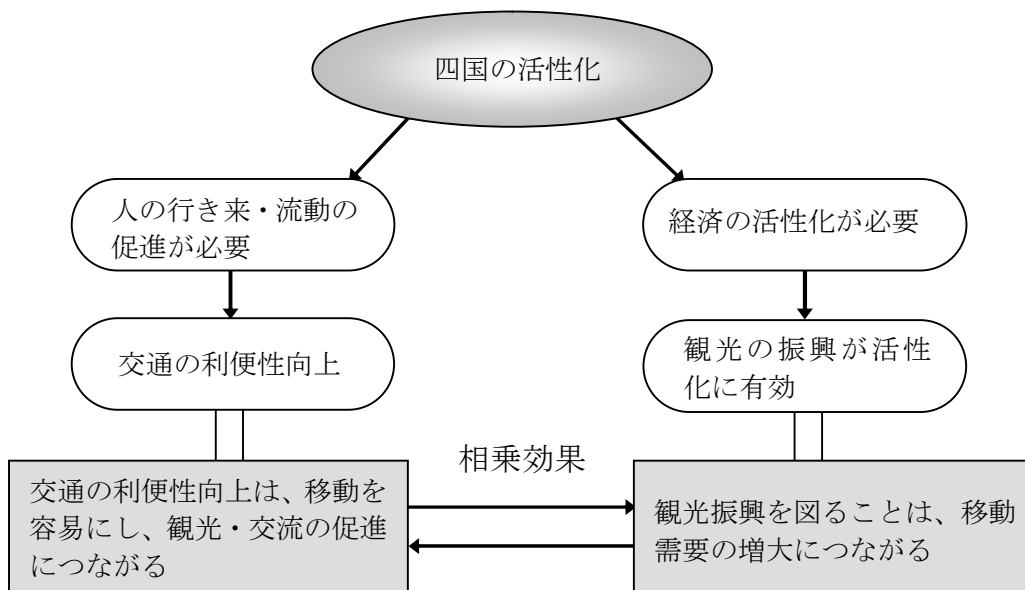 四国の活性化
人の行き来・流動の
促進が必要
経済の活性化が必要
交通の利便性向上
観光の振興が活性
化に有効
相乗効果
交通の利便性向上は、移動を
容易にし、観光・交流の促進
につながる
観光振興を図ることは、移動
需要の増大につながる